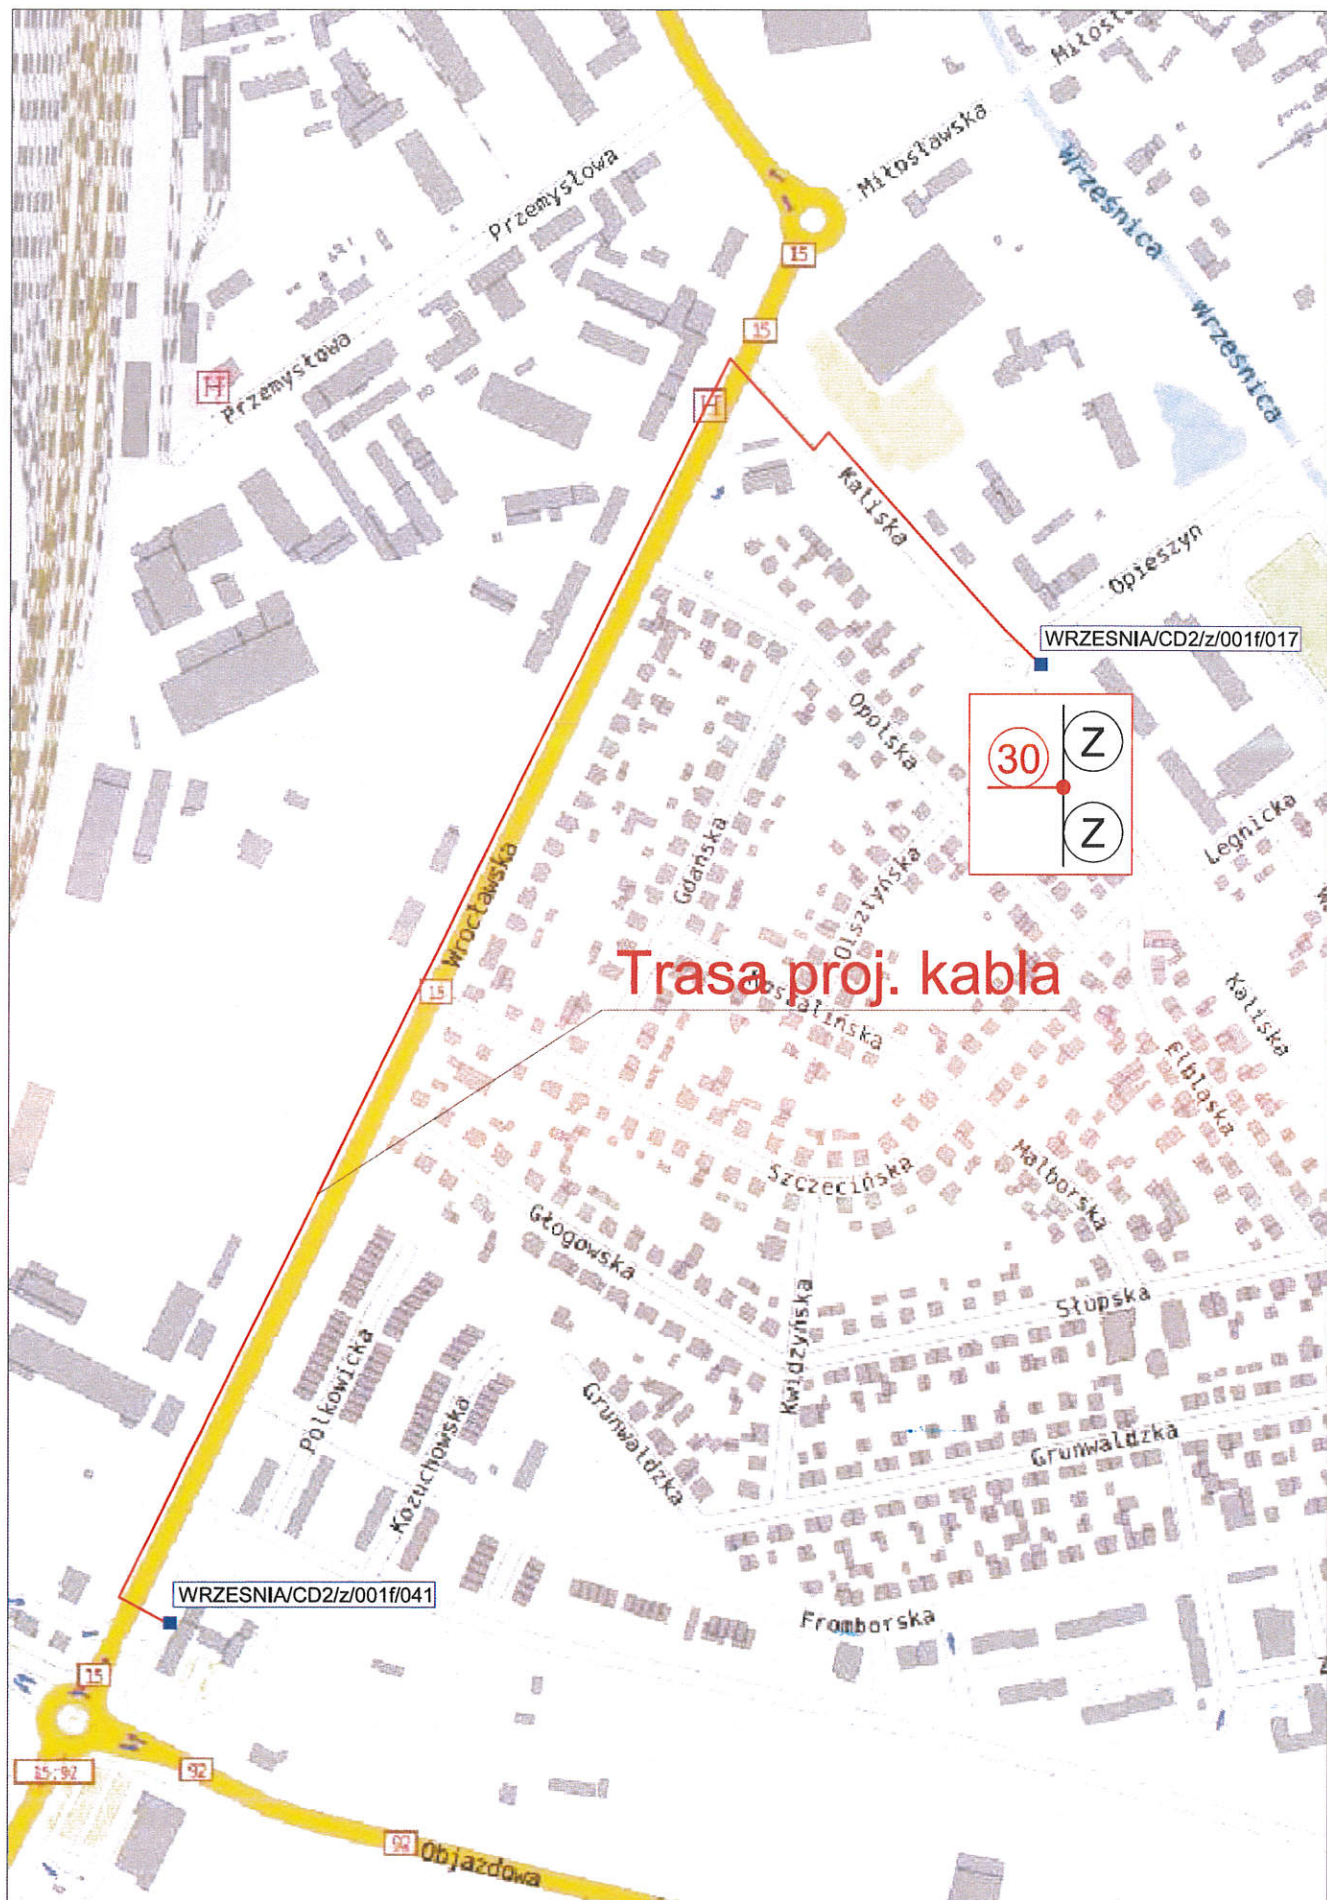 Miłosławska
Przemysłowa
Wrześnica
15
Wrześnica
15
Przemysłowa
H
H
Kaliska
Opieszyn
WRZESNIA/CD2/z/001f/017
Opolska
30
Z
Z
Gdańska
Olsztyńska
Legnicka
Wrocławska
Trasa proj. kabla
15
Koszalińska
Kaliska
Elbląska
Szczecińska
Malborska
Głogowska
Kwidzyńska
Słupska
Polkowicka
Kożuchowska
Grunwaldzka
Grunwaldzka
WRZESNIA/CD2/z/001f/041
Fromborska
15
15;92
92
92
Objazdowa